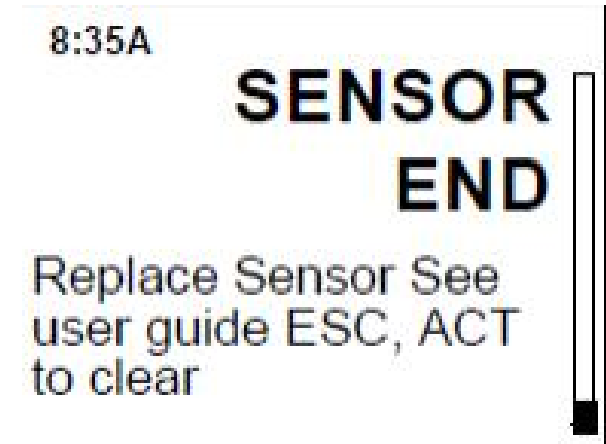 8:35A
SENSOR
END
Replace Sensor See
user guide ESC, ACT
to clear